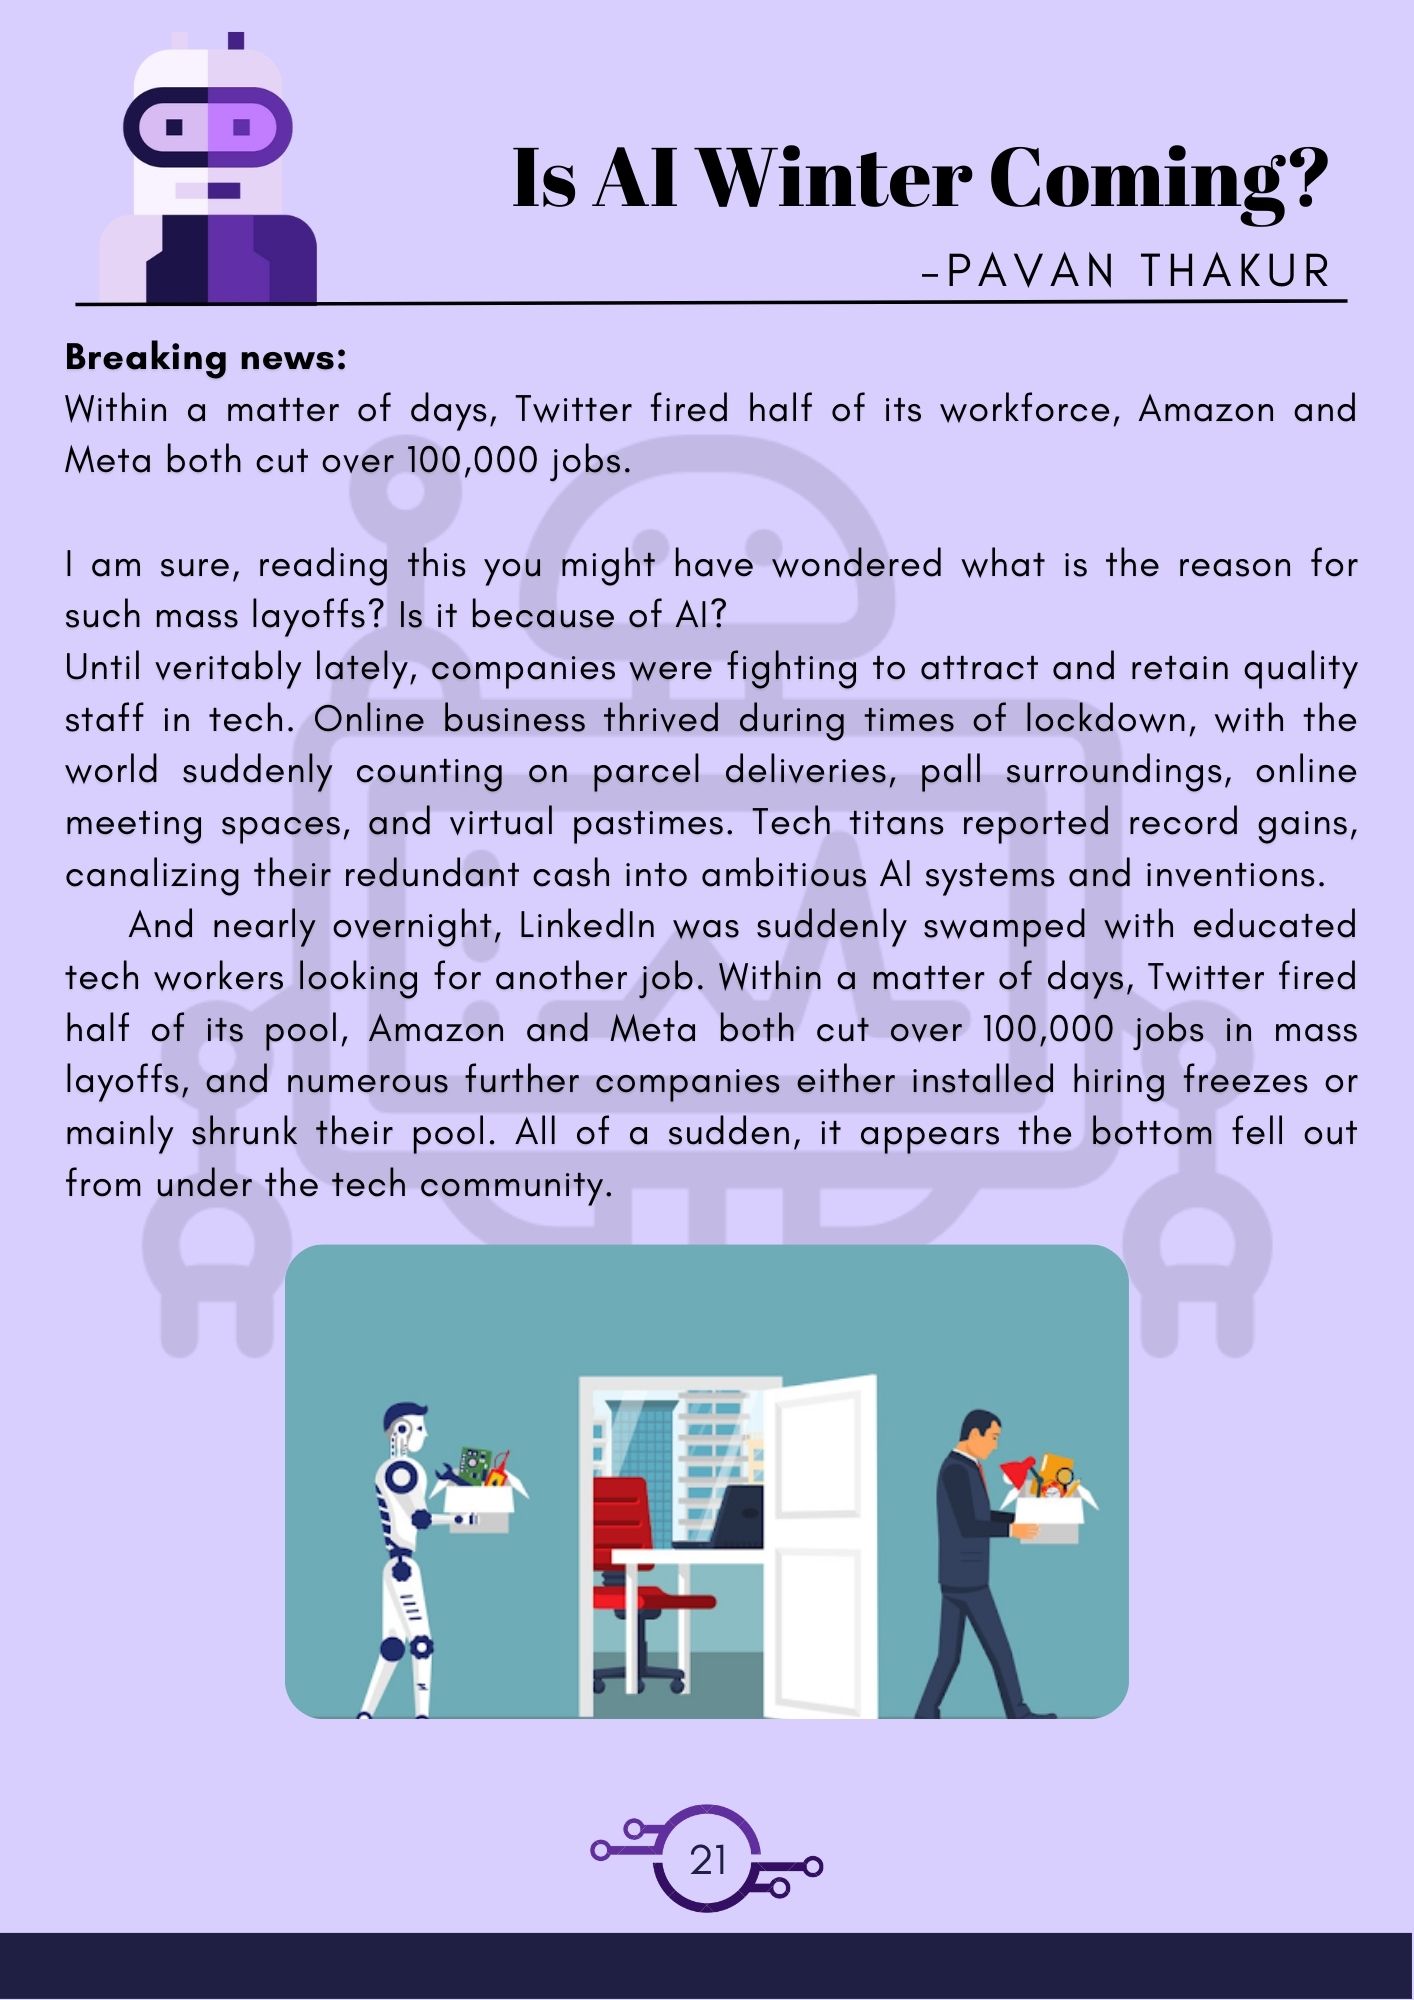 Is AI Winter Coming?
-PAVAN THAKUR
Breaking news:
Within a matter of days, Twitter fired half of its workforce, Amazon and
Meta both cut over 100,000 jobs.
I am sure, reading this you might have wondered what is the reason for
such mass layoffs? Is it because of AI?
Until veritably lately, companies were fighting to attract and retain quality
staff in tech. Online business thrived during times of lockdown, with the
world suddenly counting on parcel deliveries, pall surroundings, online
meeting spaces, and virtual pastimes. Tech titans reported record gains,
canalizing their redundant cash into ambitious AI systems and inventions.
And nearly overnight, LinkedIn was suddenly swamped with educated
tech workers looking for another job. Within a matter of days, Twitter fired
half of its pool, Amazon and Meta both cut over 100,000 jobs in mass
layoffs, and numerous further companies either installed hiring freezes or
mainly shrunk their pool. All of a sudden, it appears the bottom fell out
from under the tech community.
21